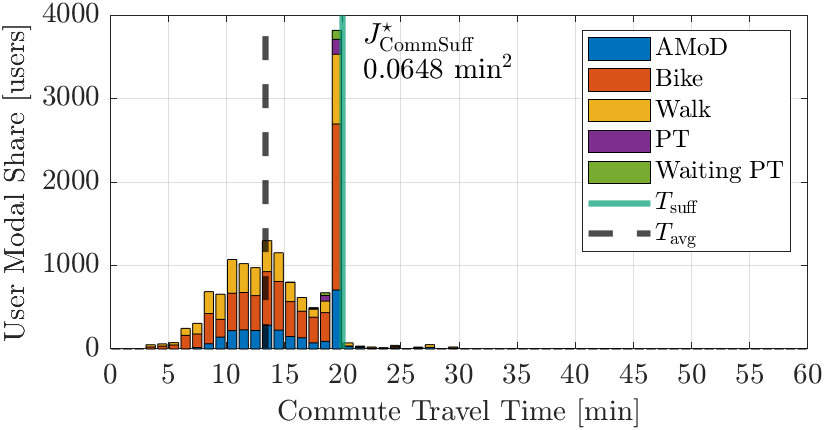 4000
3000
2000
1000
0
User Modal Share [users]
J⋆CommSuff
0.0648 min²
AMoD
Bike
Walk
PT
Waiting PT
Tsuff
Tavg
0 5 10 15 20 25 30 35 40 45 50 55 60
Commute Travel Time [min]